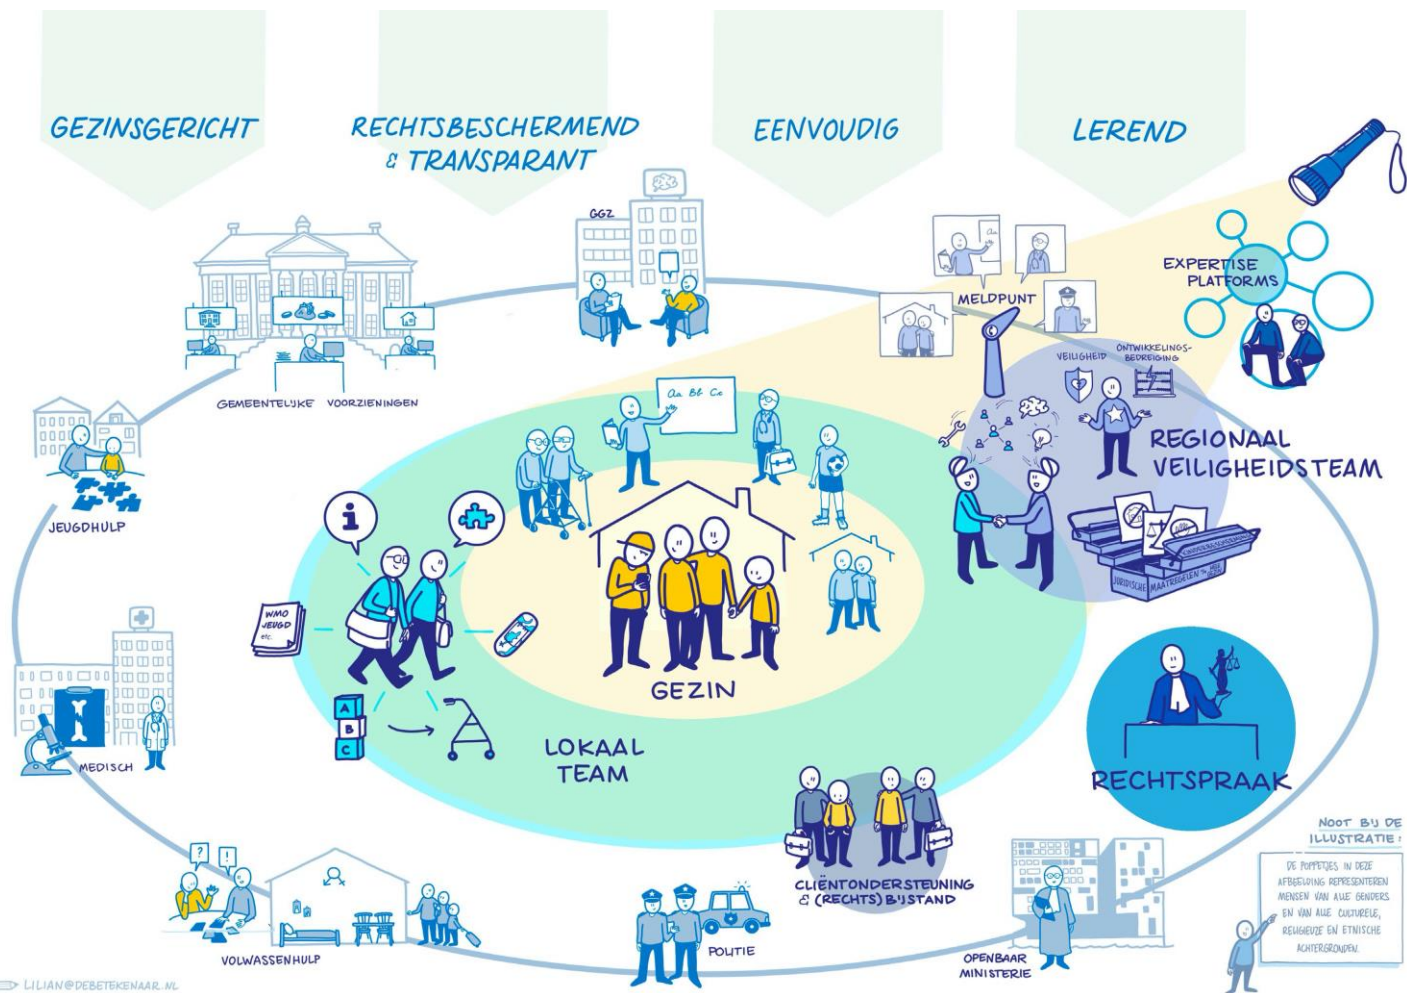 GEZINSGERICHT
RECHTSBESCHERMEND
& TRANSPARANT
EENVOUDIG
LEREND
GGZ
EXPERTISE
PLATFORMS
MELDPUNT
VEILIGHEID
ONTWIKKELINGS-
BEDREIGING
GEMEENTELIJKE VOORZIENINGEN
Aa Bb Cc
REGIONAAL
VEILIGHEIDSTEAM
JEUGDHULP
i
WMO
JEUGD
etc.
JURIDISCHE
MAATREGELEN
KINDERBESCHERMING
GEZIN
A
B
C
LOKAAL
TEAM
MEDISCH
RECHTSPRAAK
NOOT BIJ DE
ILLUSTRATIE:
DE POPPETJES IN DEZE
AFBEELDING REPRESENTEREN
MENSEN VAN ALLE GENDERS
EN VAN ALLE CULTURELE,
RELIGIEUZE EN ETNISCHE
ACHTERGRONDEN.
? !
CLIËNTONDERSTEUNING
& (RECHTS)BIJSTAND
VOLWASSENHULP
POLITIE
OPENBAAR
MINISTERIE
LILIAN@DEBETEKENAAR.NL